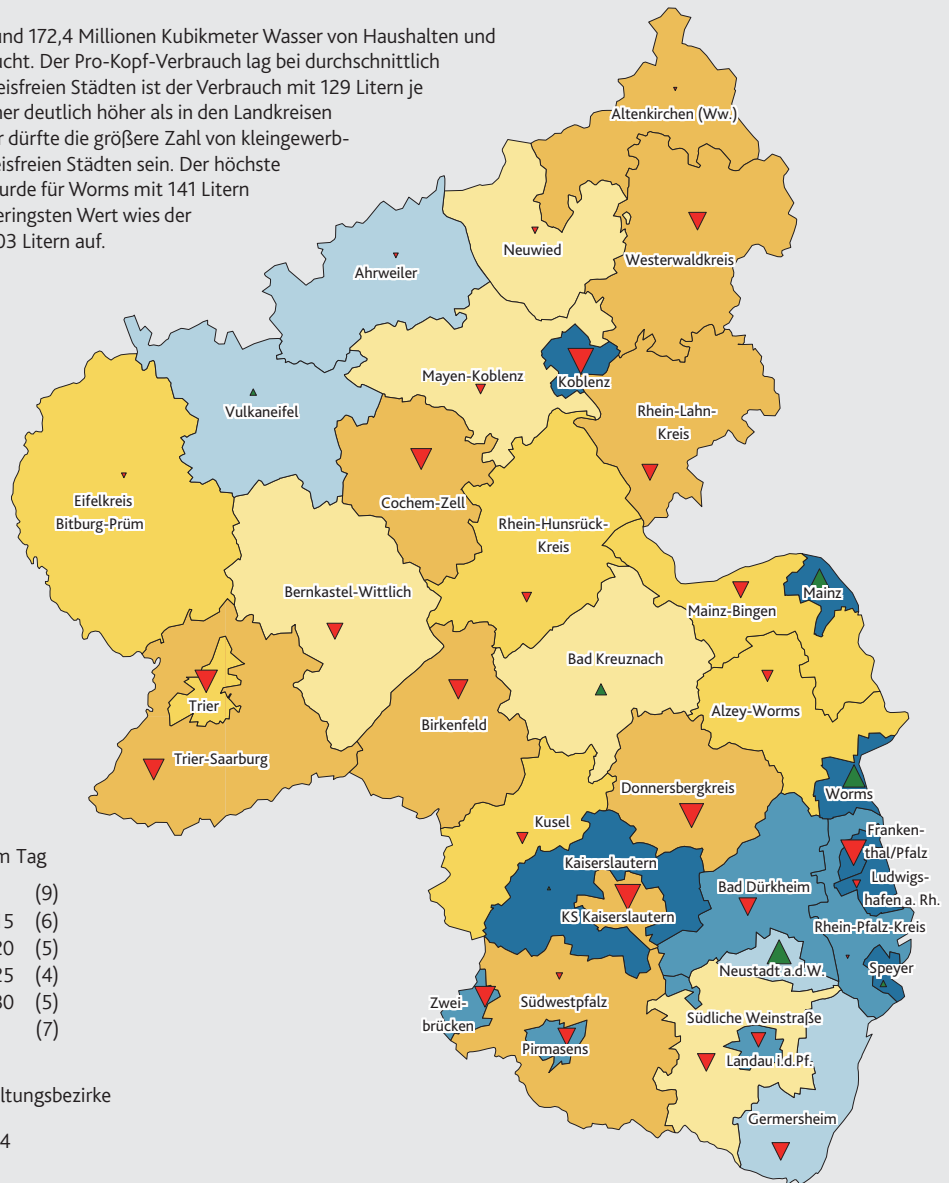 und 172,4 Millionen Kubikmeter Wasser von Haushalten und
ucht. Der Pro-Kopf-Verbrauch lag bei durchschnittlich
eisfreien Städten ist der Verbrauch mit 129 Litern je
ner deutlich höher als in den Landkreisen
r dürfte die größere Zahl von kleingewerb-
eisfreien Städten sein. Der höchste
urde für Worms mit 141 Litern
eringsten Wert wies der
03 Litern auf.
Altenkirchen (Ww.)
Neuwied
Westerwaldkreis
Ahrweiler
Mayen-Koblenz
Koblenz
Vulkaneifel
Rhein-Lahn-
Kreis
Cochem-Zell
Eifelkreis
Bitburg-Prüm
Rhein-Hunsrück-
Kreis
Bernkastel-Wittlich
Mainz-Bingen
Mainz
Bad Kreuznach
Trier
Birkenfeld
Alzey-Worms
Trier-Saarburg
Donnersbergkreis
Worms
Kusel
Franken-
thal/Pfalz
Kaiserslautern
Bad Dürkheim
Ludwigs-
hafen a. Rh.
KS Kaiserslautern
Rhein-Pfalz-Kreis
Neustadt a.d.W.
Speyer
Zwei-
brücken
Südwestpfalz
Südliche Weinstraße
Pirmasens
Landau i.d.Pf.
Germersheim
m Tag
(9)
15 (6)
20 (5)
25 (4)
30 (5)
(7)
ltungsbezirke
4